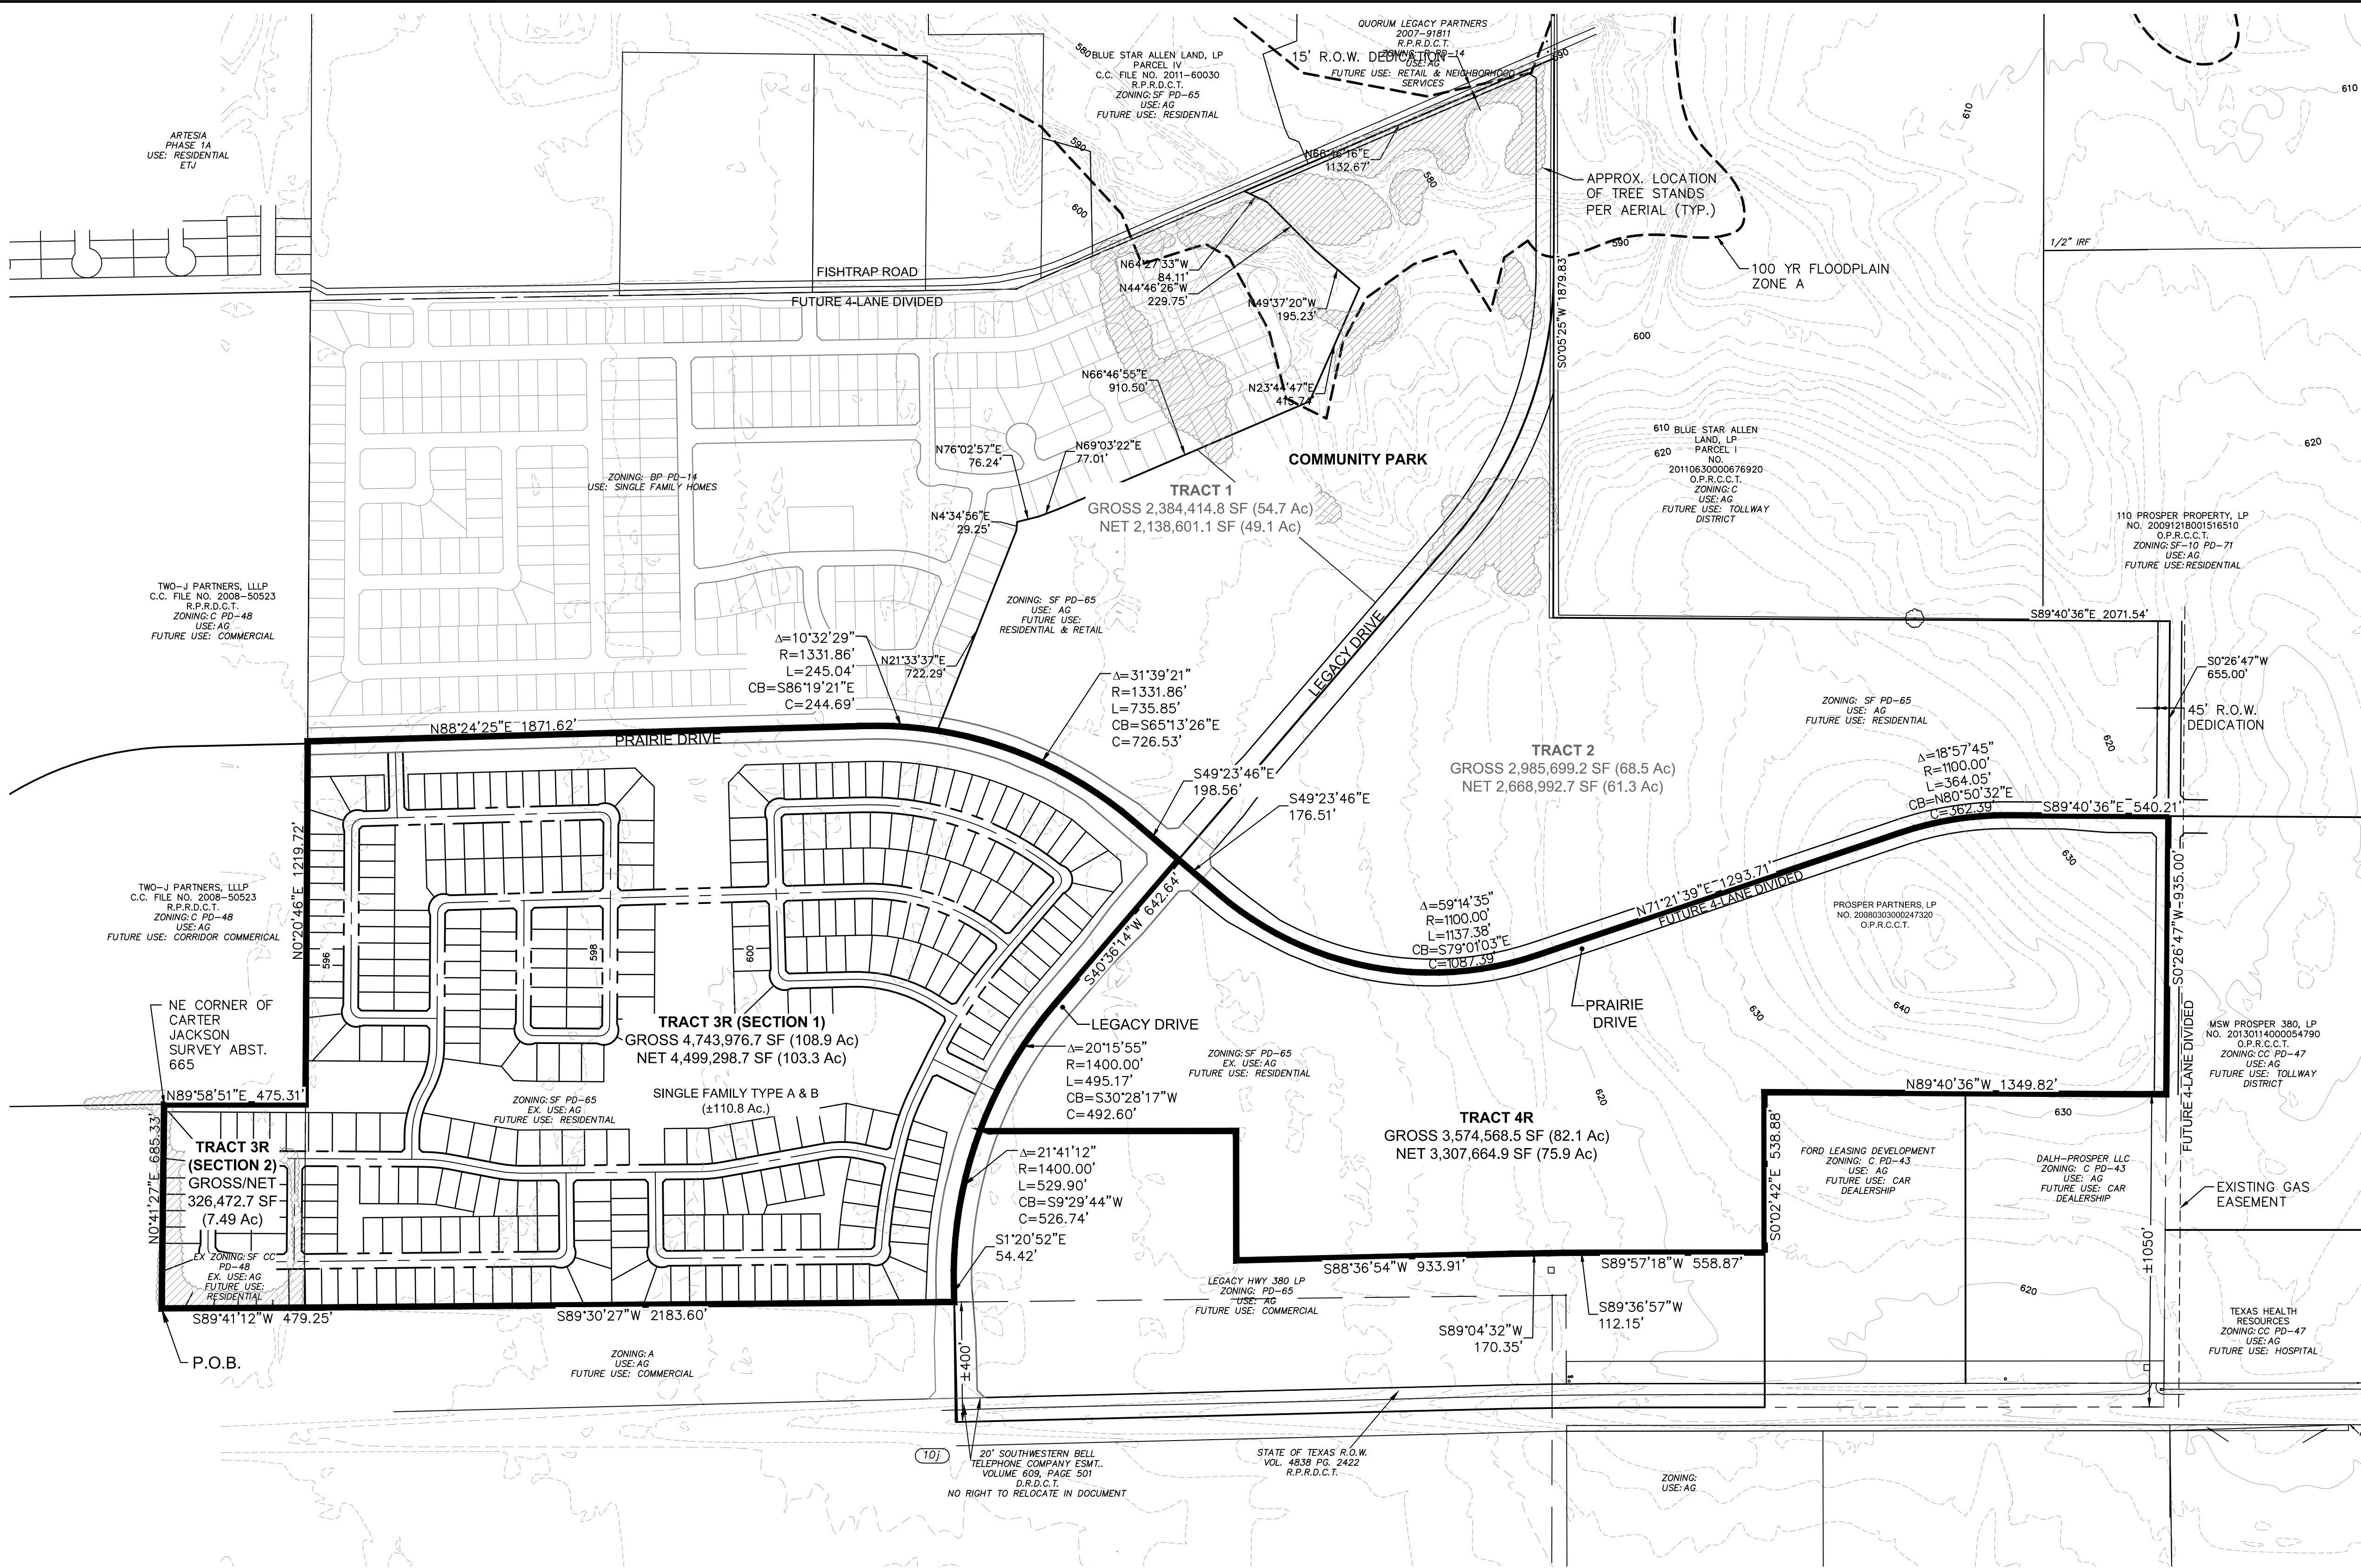 QUORUM LEGACY PARTNERS
2007-91811
R.P.R.D.C.T.
USE: AG
FUTURE USE: RETAIL & NEIGHBORHOOD
SERVICES
15' R.O.W. DEDICATION
BLUE STAR ALLEN LAND, LP
PARCEL IV
C.C. FILE NO. 2011-60030
R.P.R.D.C.T.
ZONING: SF PD-65
USE: AG
FUTURE USE: RESIDENTIAL
580
590
600
580
590
590
610
610
ARTESIA
PHASE 1A
USE: RESIDENTIAL
ETJ
N66°46'16"E
1132.67'
APPROX. LOCATION
OF TREE STANDS
PER AERIAL (TYP.)
1/2" IRF
100 YR FLOODPLAIN
ZONE A
FISHTRAP ROAD
FUTURE 4-LANE DIVIDED
N64°27'33"W
84.11'
N44°46'26"W
229.75'
N49°37'20"W
195.23'
S0°05'25"W 1879.83'
600
N66°46'55"E
910.50'
N23°44'47"E
415.74'
N76°02'57"E
76.24'
N69°03'22"E
77.01'
COMMUNITY PARK
610
620
620
BLUE STAR ALLEN
LAND, LP
PARCEL I
NO.
20110630000676920
O.P.R.C.C.T.
ZONING: C
USE: AG
FUTURE USE: TOLLWAY
DISTRICT
ZONING: BP PD-14
USE: SINGLE FAMILY HOMES
TRACT 1
GROSS 2,384,414.8 SF (54.7 Ac)
NET 2,138,601.1 SF (49.1 Ac)
N4°34'56"E
29.25'
110 PROSPER PROPERTY, LP
NO. 20091218001516510
O.P.R.C.C.T.
ZONING: SF-10 PD-71
USE: AG
FUTURE USE: RESIDENTIAL
TWO-J PARTNERS, LLLP
C.C. FILE NO. 2008-50523
R.P.R.D.C.T.
ZONING: C PD-48
USE: AG
FUTURE USE: COMMERCIAL
ZONING: SF PD-65
USE: AG
FUTURE USE:
RESIDENTIAL & RETAIL
S89°40'36"E 2071.54'
Δ=10°32'29"
R=1331.86'
L=245.04'
CB=S86°19'21"E
C=244.69'
N21°33'37"E
722.29'
LEGACY DRIVE
Δ=31°39'21"
R=1331.86'
L=735.85'
CB=S65°13'26"E
C=726.53'
S0°26'47"W
655.00'
ZONING: SF PD-65
USE: AG
FUTURE USE: RESIDENTIAL
45' R.O.W.
DEDICATION
N88°24'25"E 1871.62'
PRAIRIE DRIVE
620
TRACT 2
GROSS 2,985,699.2 SF (68.5 Ac)
NET 2,668,992.7 SF (61.3 Ac)
S49°23'46"E
198.56'
S49°23'46"E
176.51'
Δ=18°57'45"
R=1100.00'
L=364.05'
CB=N80°50'32"E
C=362.39'
S89°40'36"E 540.21'
N0°20'46"E 1219.72'
630
TWO-J PARTNERS, LLLP
C.C. FILE NO. 2008-50523
R.P.R.D.C.T.
ZONING: C PD-48
USE: AG
FUTURE USE: CORRIDOR COMMERICAL
N71°21'39"E 1293.71'
FUTURE 4-LANE DIVIDED
Δ=59°14'35"
R=1100.00'
L=1137.38'
CB=S79°01'03"E
C=1087.39'
PROSPER PARTNERS, LP
NO. 20080303000247320
O.P.R.C.C.T.
S0°26'47"W 935.00'
S40°36'14"W 642.64'
596
598
600
640
630
NE CORNER OF
CARTER
JACKSON
SURVEY ABST.
665
PRAIRIE
DRIVE
TRACT 3R (SECTION 1)
GROSS 4,743,976.7 SF (108.9 Ac)
NET 4,499,298.7 SF (103.3 Ac)
LEGACY DRIVE
MSW PROSPER 380, LP
NO. 20130114000054790
O.P.R.C.C.T.
ZONING: CC PD-47
USE: AG
FUTURE USE: TOLLWAY
DISTRICT
FUTURE 4-LANE DIVIDED
Δ=20°15'55"
R=1400.00'
L=495.17'
CB=S30°28'17"W
C=492.60'
ZONING: SF PD-65
EX. USE: AG
FUTURE USE: RESIDENTIAL
N89°40'36"W 1349.82'
N89°58'51"E 475.31'
ZONING: SF PD-65
EX. USE: AG
FUTURE USE: RESIDENTIAL
SINGLE FAMILY TYPE A & B
(±110.8 Ac.)
620
630
TRACT 4R
GROSS 3,574,568.5 SF (82.1 Ac)
NET 3,307,664.9 SF (75.9 Ac)
N0°41'27"E 685.33'
TRACT 3R
(SECTION 2)
GROSS/NET
326,472.7 SF
(7.49 Ac)
S0°02'42"E 538.88'
FORD LEASING DEVELOPMENT
ZONING: C PD-43
USE: AG
FUTURE USE: CAR
DEALERSHIP
DALH-PROSPER LLC
ZONING: C PD-43
USE: AG
FUTURE USE: CAR
DEALERSHIP
Δ=21°41'12"
R=1400.00'
L=529.90'
CB=S9°29'44"W
C=526.74'
EXISTING GAS
EASEMENT
±1050'
S1°20'52"E
54.42'
EX ZONING: SF CC
PD-48
EX. USE: AG
FUTURE USE:
RESIDENTIAL
S88°36'54"W 933.91'
S89°57'18"W 558.87'
LEGACY HWY 380 LP
ZONING: PD-65
USE: AG
FUTURE USE: COMMERCIAL
620
S89°41'12"W 479.25'
S89°30'27"W 2183.60'
S89°36'57"W
112.15'
S89°04'32"W
170.35'
TEXAS HEALTH
RESOURCES
ZONING: CC PD-47
USE: AG
FUTURE USE: HOSPITAL
P.O.B.
ZONING: A
USE: AG
FUTURE USE: COMMERCIAL
±400'
10j
20' SOUTHWESTERN BELL
TELEPHONE COMPANY ESMT..
VOLUME 609, PAGE 501
D.R.D.C.T.
NO RIGHT TO RELOCATE IN DOCUMENT
STATE OF TEXAS R.O.W.
VOL. 4838 PG. 2422
R.P.R.D.C.T.
ZONING:
USE: AG